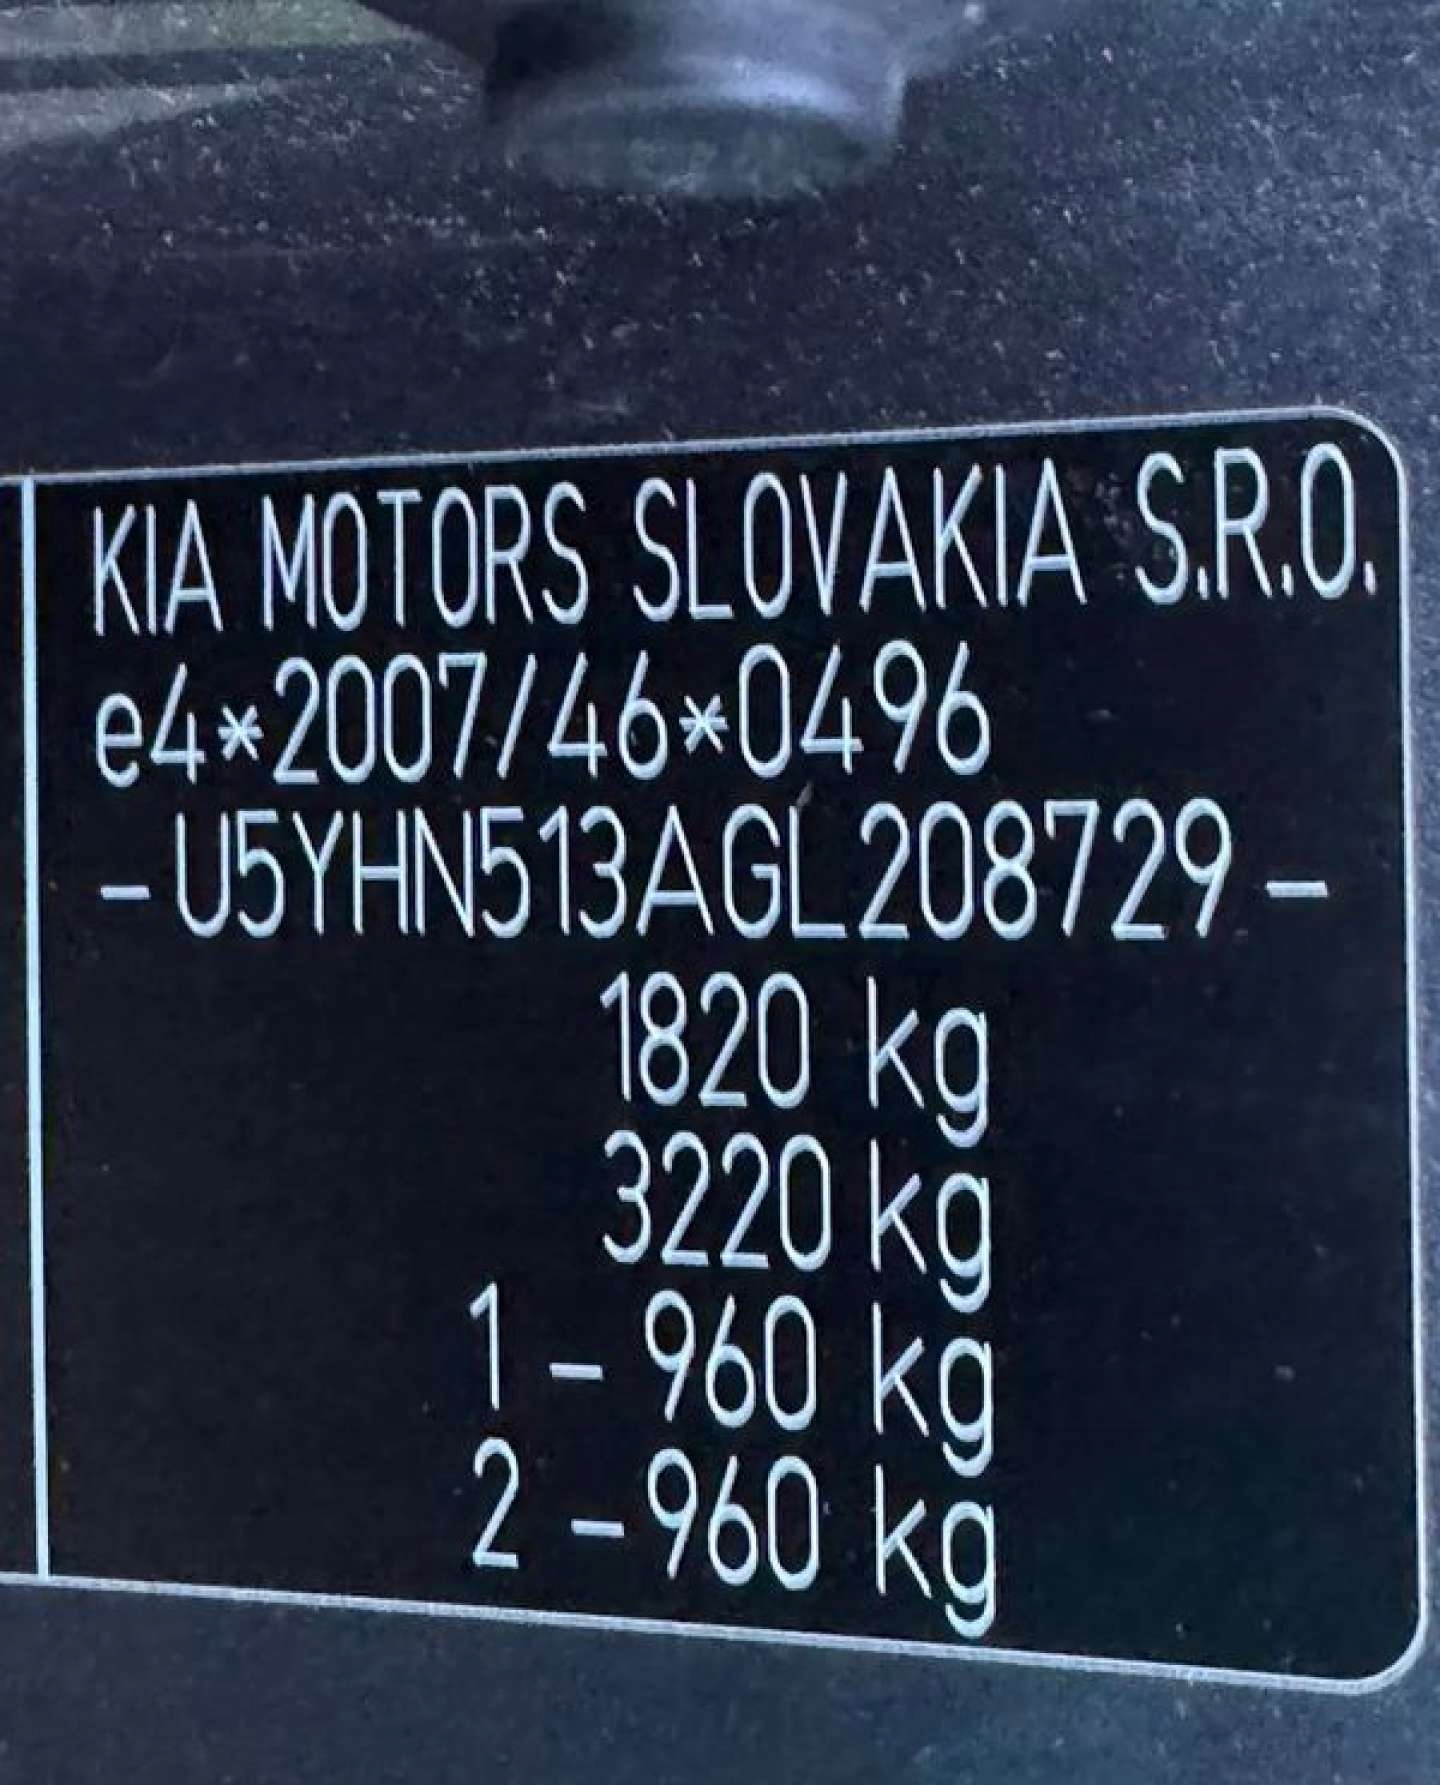 KIA MOTORS SLOVAKIA S.R.O.
e4*2007/46*0496
-U5YHN513AGL208729-
1820 kg
3220 kg
1 - 960 kg
2 - 960 kg